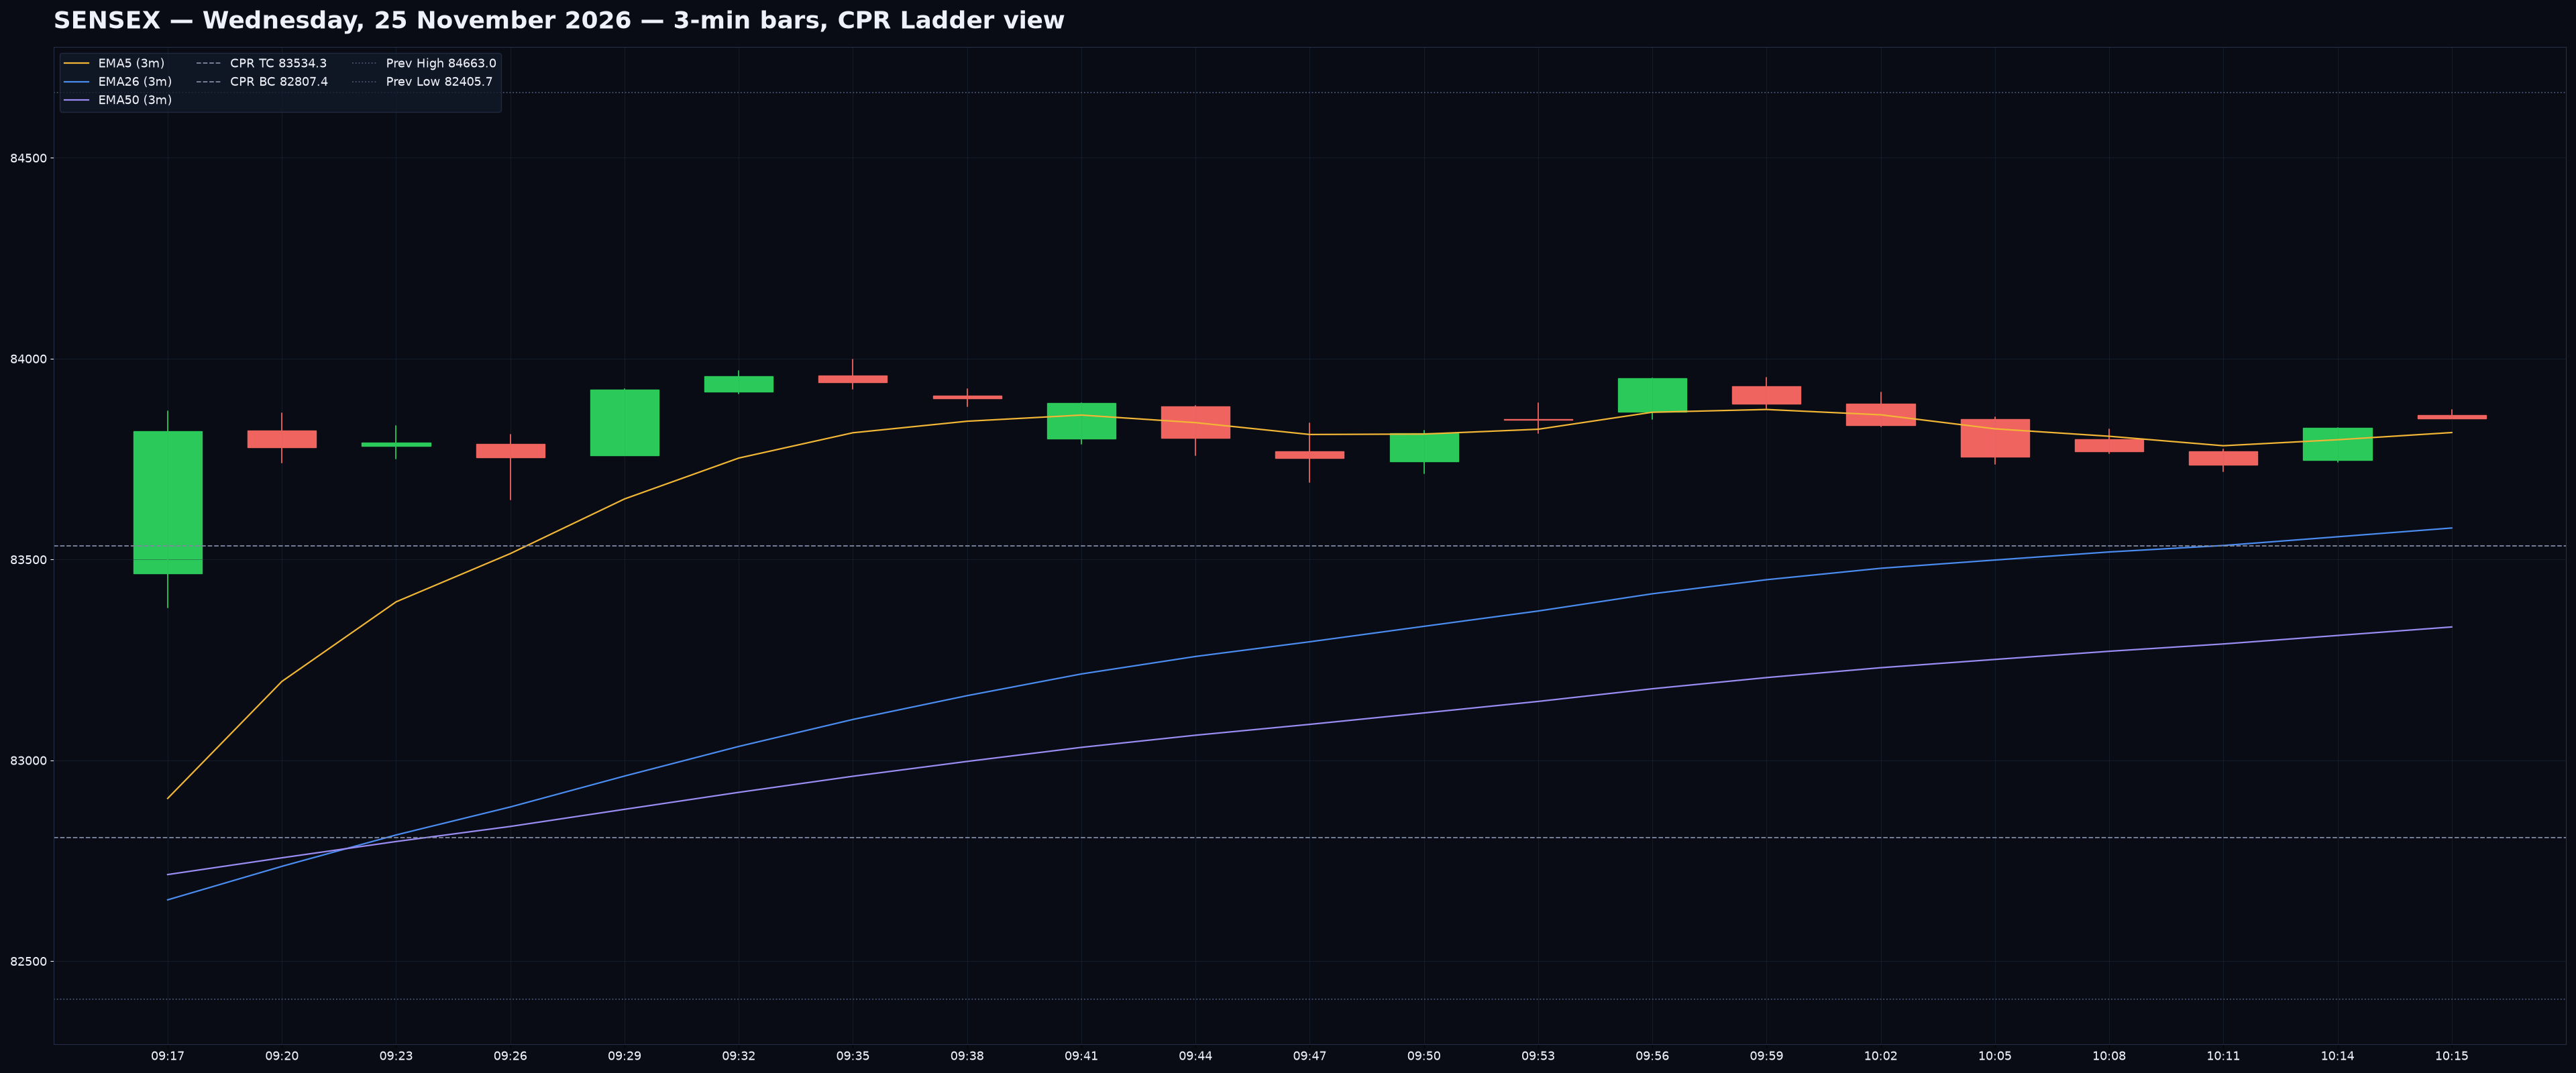 SENSEX — Wednesday, 25 November 2026 — 3-min bars, CPR Ladder view
EMA5 (3m) CPR TC 83534.3 Prev High 84663.0
EMA26 (3m) CPR BC 82807.4 Prev Low 82405.7
EMA50 (3m)
84500
84000
83500
83000
82500
09:17 09:20 09:23 09:26 09:29 09:32 09:35 09:38 09:41 09:44 09:47 09:50 09:53 09:56 09:59 10:02 10:05 10:08 10:11 10:14 10:15